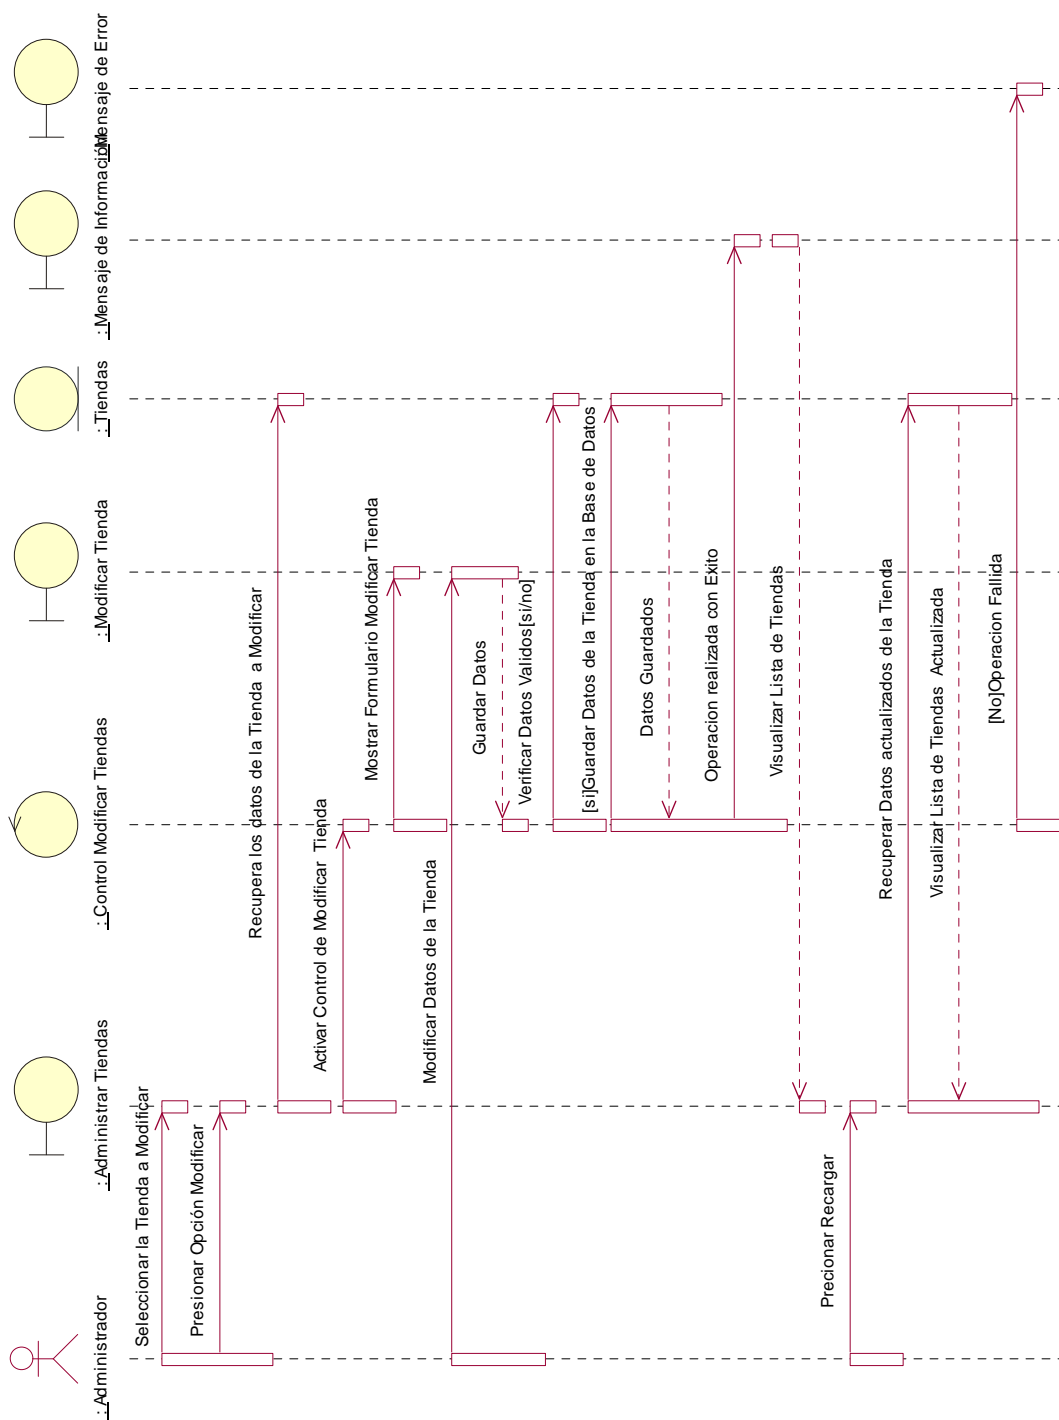 : Administrador
: Administrar Tiendas
: Control Modificar Tiendas
: Modificar Tienda
: Tiendas
: Mensaje de Información
: Mensaje de Error
Seleccionar la Tienda a Modificar
Presionar Opción Modificar
Recupera los datos de la Tienda a Modificar
Activar Control de Modificar Tienda
Mostrar Formulario Modificar Tienda
Modificar Datos de la Tienda
Guardar Datos
Verificar Datos Validos[si/no]
[si]Guardar Datos de la Tienda en la Base de Datos
Datos Guardados
Operacion realizada con Exito
Visualizar Lista de Tiendas
Precionar Recargar
Recuperar Datos actualizados de la Tienda
Visualizar Lista de Tiendas Actualizada
[No]Operacion Fallida